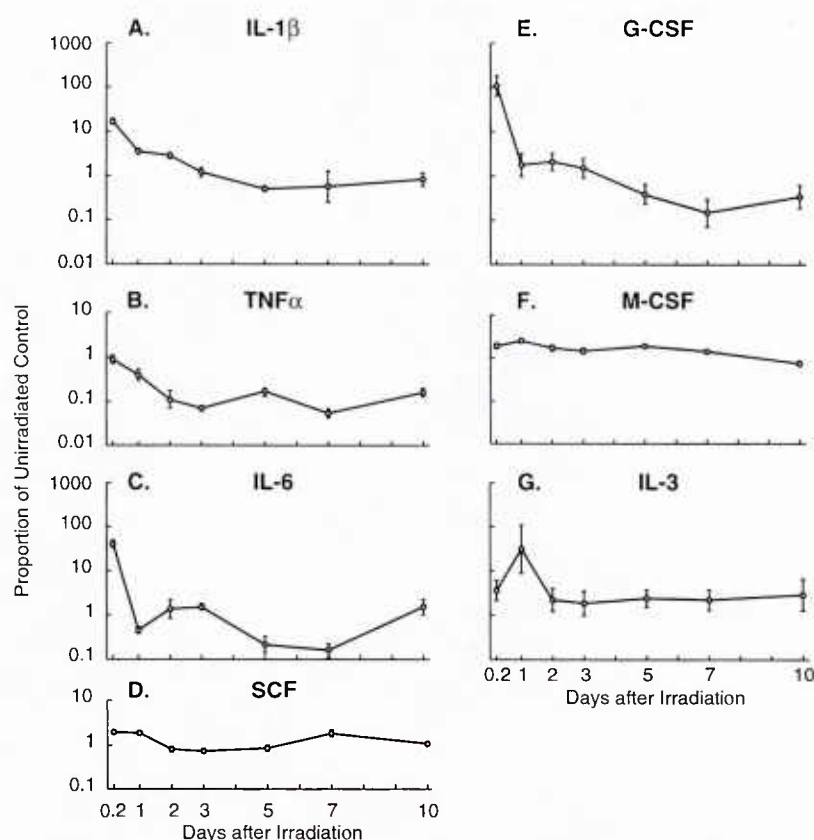 Proportion of Unirradiated Control
A. IL-1β
1000
100
10
1
0.1
0.01
B. TNFα
10
1
0.1
0.01
C. IL-6
1000
100
10
1
0.1
D. SCF
10
1
0.1
0.2 1 2 3 5 7 10
Days after Irradiation
E. G-CSF
F. M-CSF
G. IL-3
0.2 1 2 3 5 7 10
Days after Irradiation